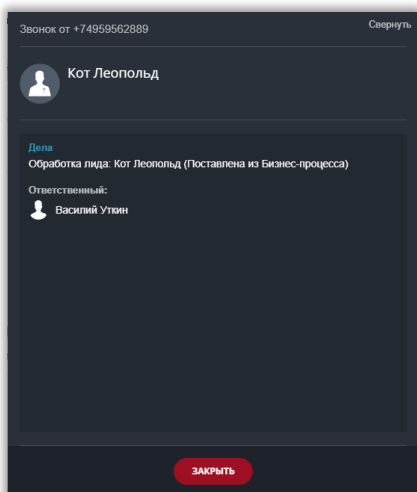 Звонок от +74959562889
Свернуть
Кот Леопольд
Дела
Обработка лида: Кот Леопольд (Поставлена из Бизнес-процесса)
Ответственный:
Василий Уткин
ЗАКРЫТЬ